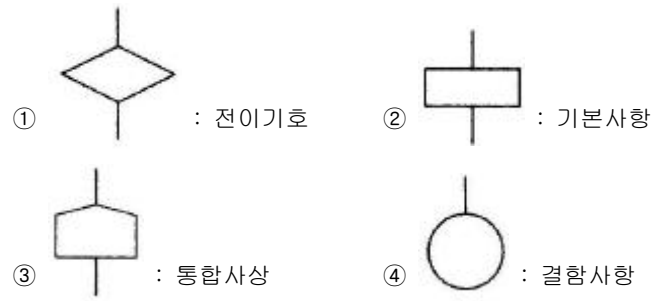 ① : 전이기호 ② : 기본사항
③ : 통합사상 ④ : 결함사항